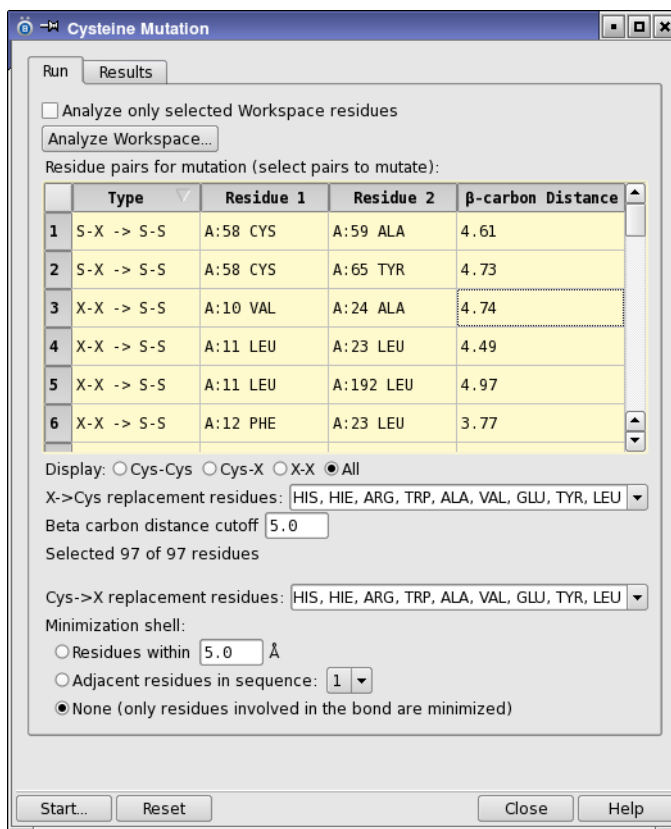 Cysteine Mutation
Run Results
Analyze only selected Workspace residues
Analyze Workspace...
Residue pairs for mutation (select pairs to mutate):
Type Residue 1 Residue 2 β-carbon Distance
1 S-X -> S-S A:58 CYS A:59 ALA 4.61
2 S-X -> S-S A:58 CYS A:65 TYR 4.73
3 X-X -> S-S A:10 VAL A:24 ALA 4.74
4 X-X -> S-S A:11 LEU A:23 LEU 4.49
5 X-X -> S-S A:11 LEU A:192 LEU 4.97
6 X-X -> S-S A:12 PHE A:23 LEU 3.77
Display: Cys-Cys Cys-X X-X All
X->Cys replacement residues: HIS, HIE, ARG, TRP, ALA, VAL, GLU, TYR, LEU
Beta carbon distance cutoff 5.0
Selected 97 of 97 residues
Cys->X replacement residues: HIS, HIE, ARG, TRP, ALA, VAL, GLU, TYR, LEU
Minimization shell:
Residues within 5.0 Å
Adjacent residues in sequence: 1
None (only residues involved in the bond are minimized)
Start... Reset Close Help